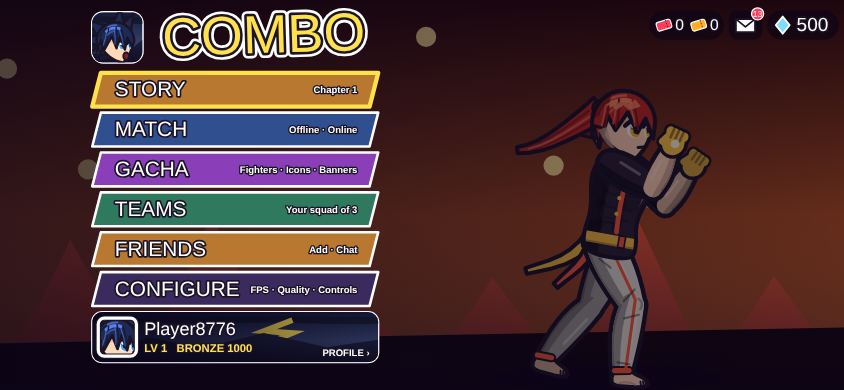 COMBO
0 0 13 500
STORY Chapter 1
MATCH Offline · Online
GACHA Fighters · Icons · Banners
TEAMS Your squad of 3
FRIENDS Add · Chat
CONFIGURE FPS · Quality · Controls
Player8776
LV 1 BRONZE 1000
PROFILE ›